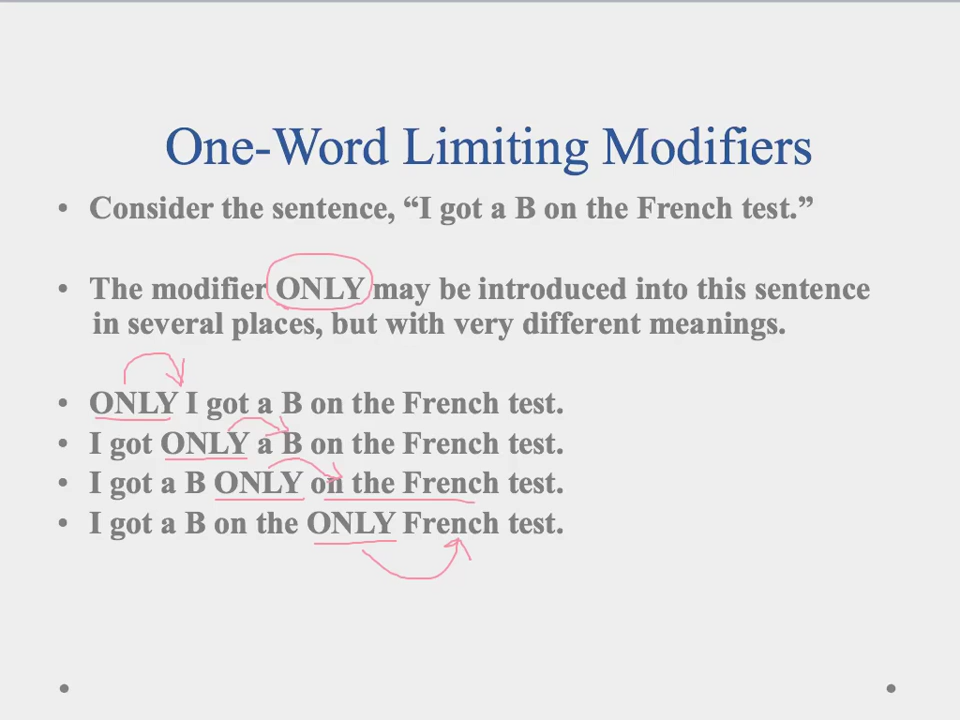 One-Word Limiting Modifiers
• Consider the sentence, “I got a B on the French test.”
• The modifier ONLY may be introduced into this sentence
in several places, but with very different meanings.
• ONLY I got a B on the French test.
• I got ONLY a B on the French test.
• I got a B ONLY on the French test.
• I got a B on the ONLY French test.